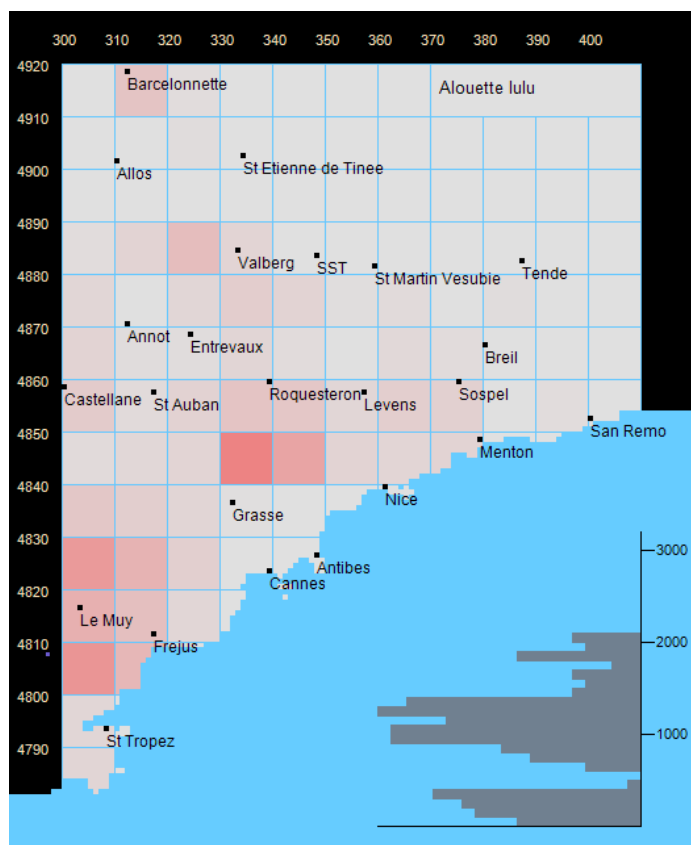 300 310 320 330 340 350 360 370 380 390 400
4920
Barcelonnette
Alouette lulu
4910
Allos
St Etienne de Tinee
4900
4890
Valberg
SST
St Martin Vesubie
Tende
4880
4870
Annot
Entrevaux
Breil
4860
Castellane
St Auban
Roquesteron
Levens
Sospel
San Remo
4850
Menton
4840
Nice
Grasse
4830
3000
Antibes
Cannes
4820
Le Muy
Frejus
2000
4810
4800
St Tropez
1000
4790